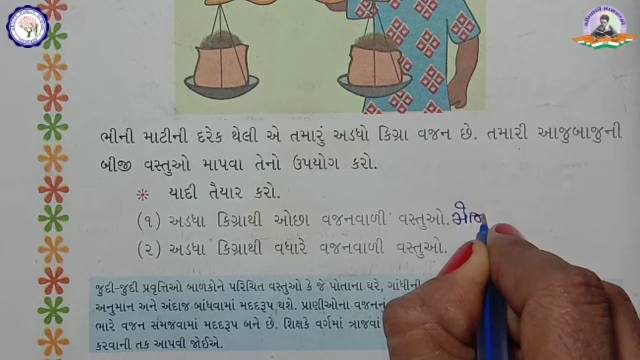 ભીની માટીની દરેક થેલી એ તમારું અડધો કિગ્રા વજન છે. તમારી આજુબાજુની
બીજી વસ્તુઓ માપવા તેનો ઉપયોગ કરો.
યાદી તૈયાર કરો.
(૧) અડધા કિગ્રાથી ઓછા વજનવાળી વસ્તુઓ.
(૨) અડધા કિગ્રાથી વધારે વજનવાળી વસ્તુઓ.
જુદી-જુદી પ્રવૃત્તિઓ બાળકોને પરિચિત વસ્તુઓ કે જે પોતાના ઘરે, ગાંધીની
અનુમાન અને અંદાજ બાંધવામાં મદદરૂપ થશે. પ્રાણીઓના વજનન
ભારે વજન સમજવામાં મદદરૂપ બને છે. શિક્ષકે વર્ગમાં ત્રાજવાં
કરવાની તક આપવી જોઈએ.